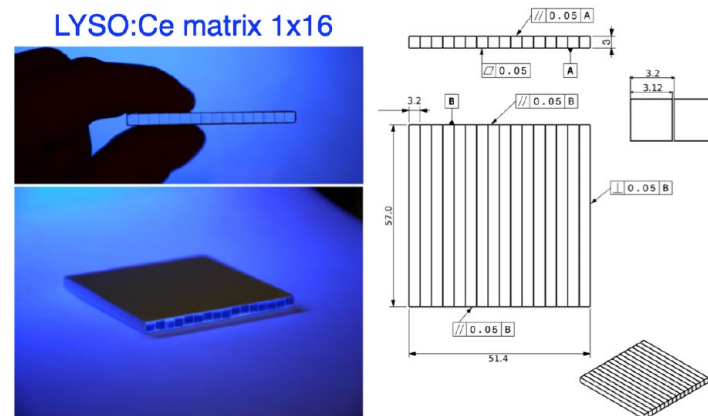 LYSO:Ce matrix 1x16
// 0.05 A
3
⏥ 0.05
A
3.2
3.12
3.2
B
// 0.05 B
57.0
⊥ 0.05 B
// 0.05 B
51.4